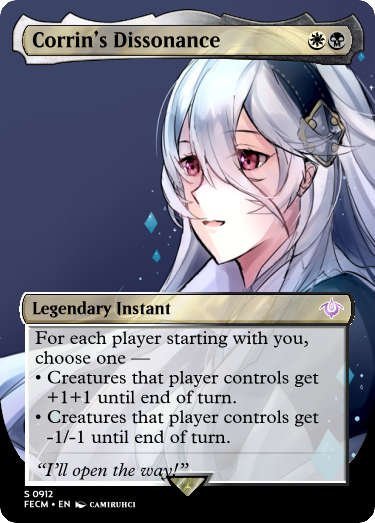 Corrin's Dissonance
Legendary Instant
For each player starting with you,
choose one —
• Creatures that player controls get
+1+1 until end of turn.
• Creatures that player controls get
-1/-1 until end of turn.
"I'll open the way!"
S 0912
FECM • EN CAMIRUHCI